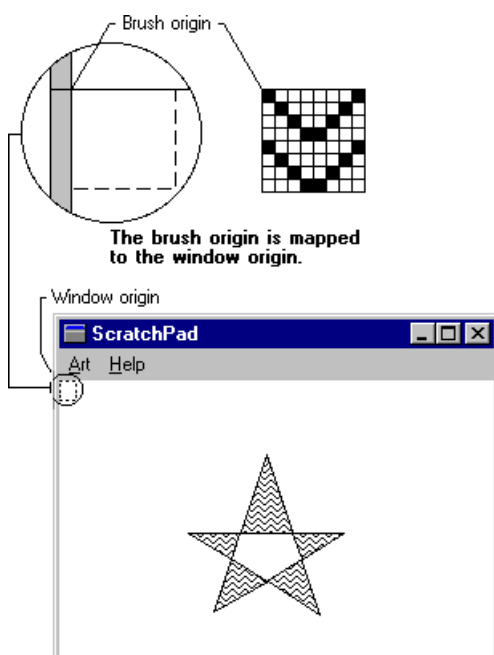 Brush origin
The brush origin is mapped
to the window origin.
Window origin
ScratchPad
Art Help